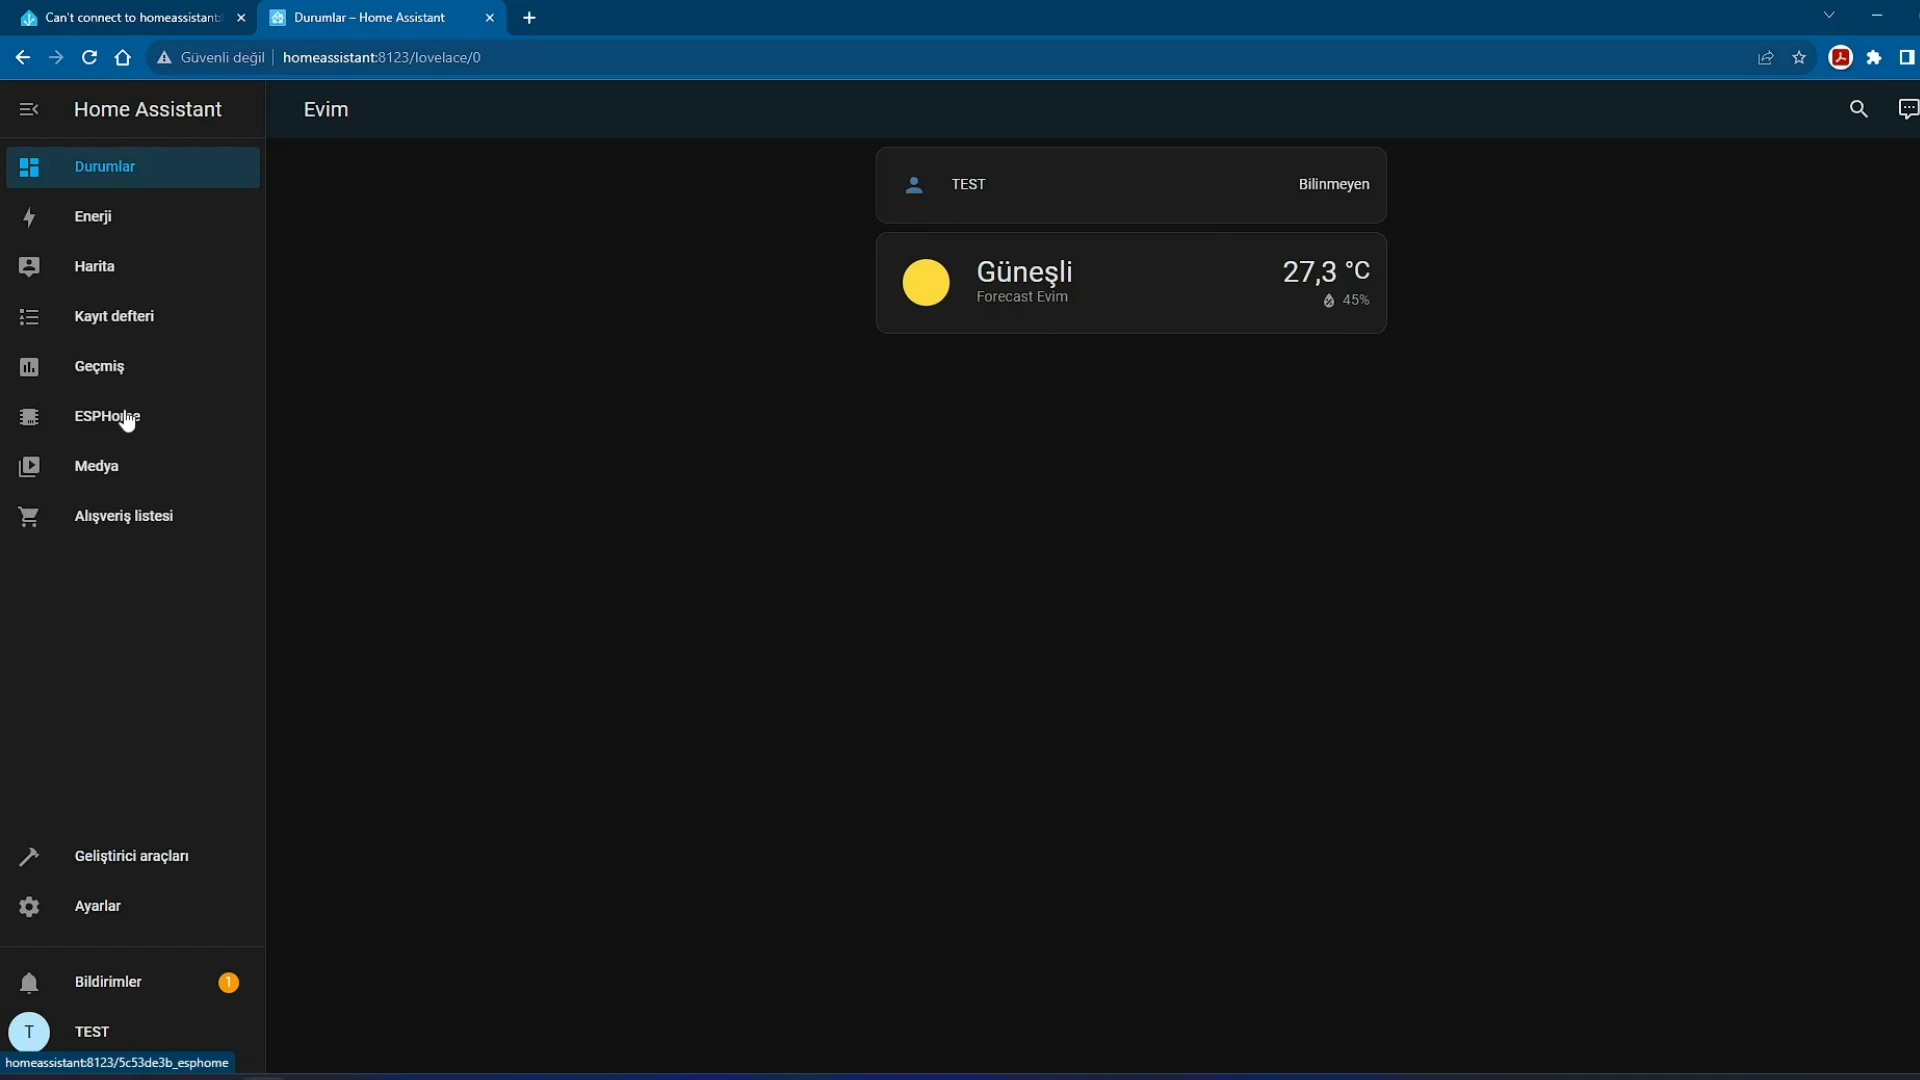 Can't connect to homeassistant:
Durumlar – Home Assistant
Güvenli değil
homeassistant:8123/lovelace/0
Home Assistant
Evim
Durumlar
Enerji
Harita
Kayıt defteri
Geçmiş
ESPHome
Medya
Alışveriş listesi
Geliştirici araçları
Ayarlar
Bildirimler
1
T
TEST
homeassistant:8123/5c53de3b_esphome
TEST
Bilinmeyen
Güneşli
Forecast Evim
27,3 °C
45%